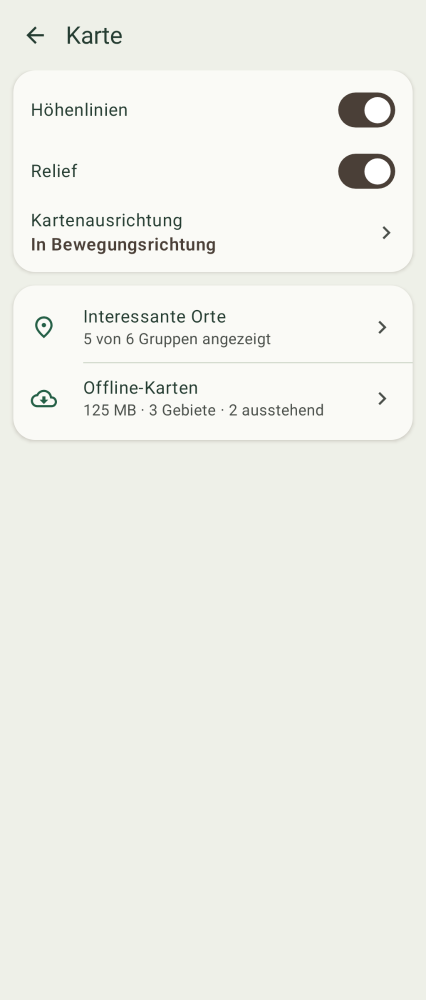 Karte
Höhenlinien
Relief
Kartenausrichtung
In Bewegungsrichtung
Interessante Orte
5 von 6 Gruppen angezeigt
Offline-Karten
125 MB · 3 Gebiete · 2 ausstehend